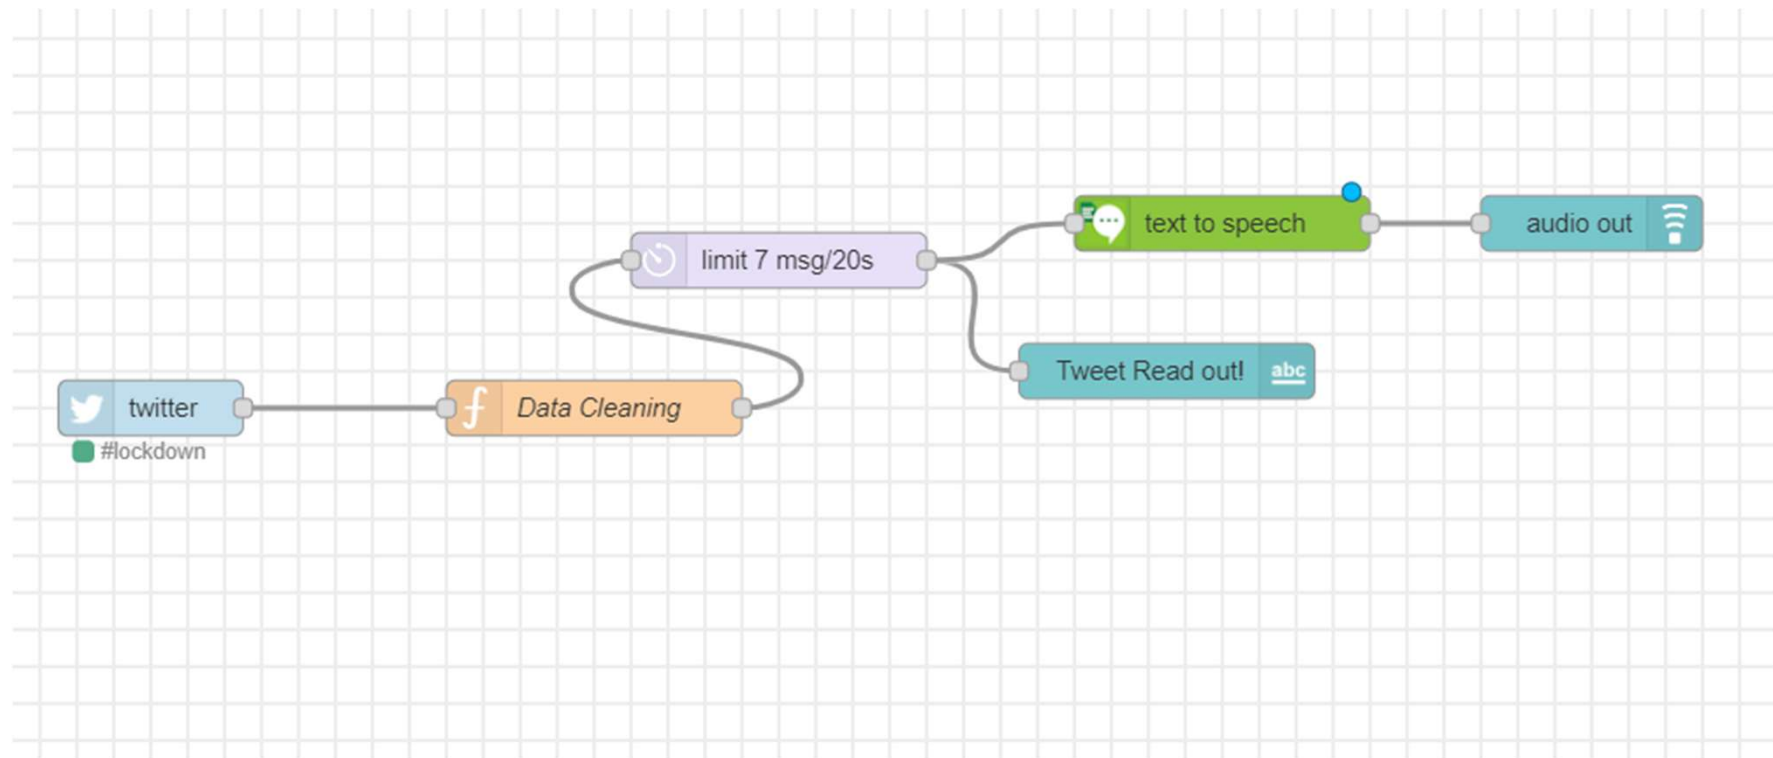 twitter
#lockdown
Data Cleaning
limit 7 msg/20s
text to speech
audio out
Tweet Read out!
abc